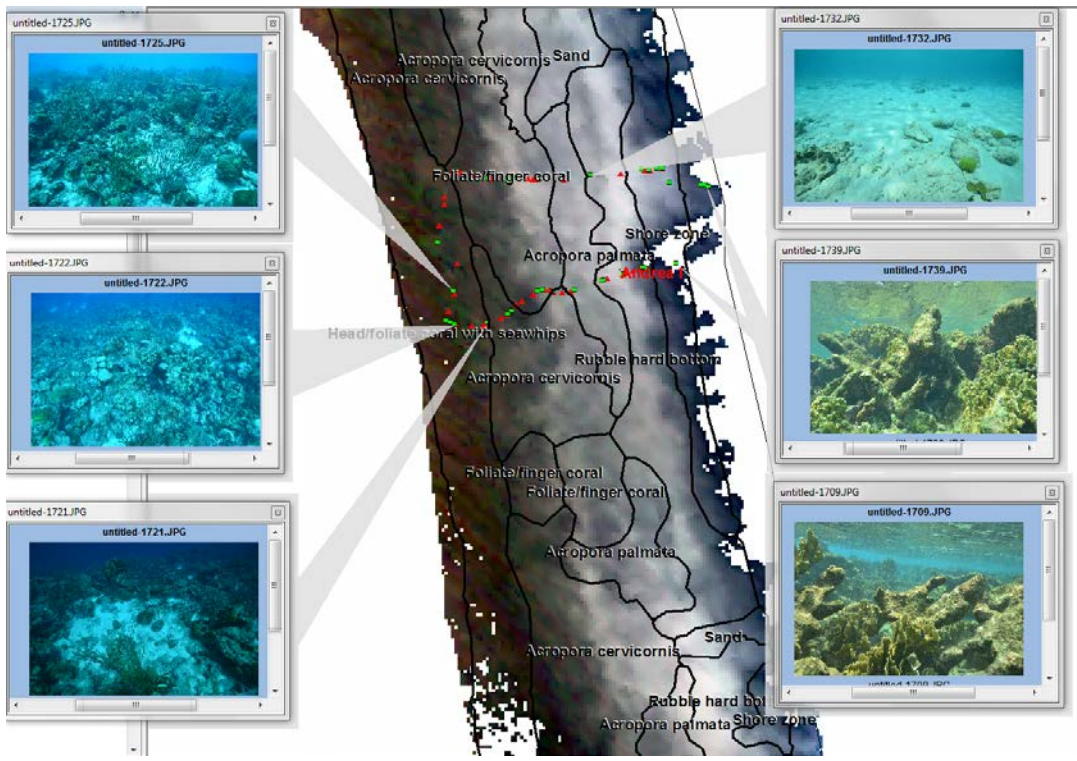 untitled-1725.JPG
untitled-1725.JPG
untitled-1722.JPG
untitled-1722.JPG
untitled-1721.JPG
untitled-1721.JPG
Acropora cervicornis
Sand
Acropora cervicornis
Foliate/finger coral
Shore zone
Acropora palmata
Andrea I
Head/foliate coral with seawhips
Rubble hard bottom
Acropora cervicornis
Foliate/finger coral
Foliate/finger coral
Acropora palmata
Sand
Acropora cervicornis
Rubble hard bot
Acropora palmata
Shore zone
untitled-1732.JPG
untitled-1732.JPG
untitled-1739.JPG
untitled-1739.JPG
untitled-1709.JPG
untitled-1709.JPG